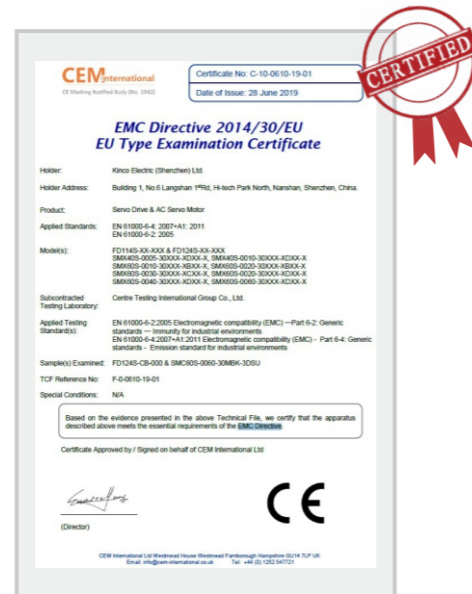 CEM International
CE Marking Notified Body (No. 1942)
Certificate No: C-10-0610-19-01
Date of Issue: 28 June 2019
CERTIFIED
EMC Directive 2014/30/EU
EU Type Examination Certificate
Holder: Kinco Electric (Shenzhen) Ltd.
Holder Address: Building 1, No.6 Langshan 1stRd, Hi-tech Park North, Nanshan, Shenzhen, China.
Product: Servo Drive & AC Servo Motor
Applied Standards: EN 61000-6-4: 2007+A1: 2011
EN 61000-6-2: 2005
Model(s): FD114S-XX-XXX & FD124S-XX-XXX
SMX40S-0005-30XXX-XDXX-X, SMX40S-0010-30XXX-XDXX-X
SMX60S-0010-30XXX-XBXX-X, SMX60S-0020-30XXX-XBXX-X
SMX60S-0030-30XXX-XCXX-X, SMX60S-0020-30XXX-XDXX-X
SMX60S-0040-30XXX-XDXX-X, SMX60S-0060-30XXX-XDXX-X
Subcontracted Testing Laboratory: Centre Testing International Group Co., Ltd.
Applied Testing Standard(s): EN 61000-6-2:2005 Electromagnetic compatibility (EMC) —Part 6-2: Generic
standards — Immunity for industrial environments
EN 61000-6-4:2007+A1:2011 Electromagnetic compatibility (EMC) - Part 6-4: Generic
standards - Emission standard for industrial environments
Sample(s) Examined: FD124S-CB-000 & SMC60S-0060-30MBK-3DSU
TCF Reference No: F-0-0610-19-01
Special Conditions: N/A
Based on the evidence presented in the above Technical File, we certify that the apparatus
described above meets the essential requirements of the EMC Directive.
Certificate Approved by / Signed on behalf of CEM International Ltd
(Director)
CE
CEM International Ltd Westmead House Westmead Farnborough Hampshire GU14 7LP UK
Email: info@cem-international.co.uk Tel: +44 (0) 1252 947721